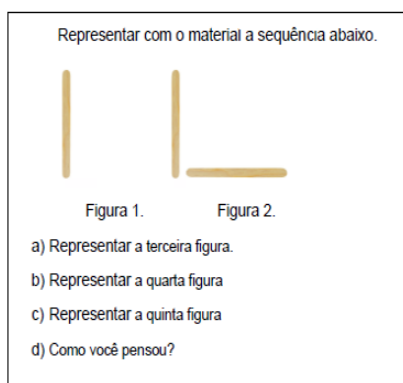 Representar com o material a sequência abaixo.
Figura 1. Figura 2.
a) Representar a terceira figura.
b) Representar a quarta figura
c) Representar a quinta figura
d) Como você pensou?